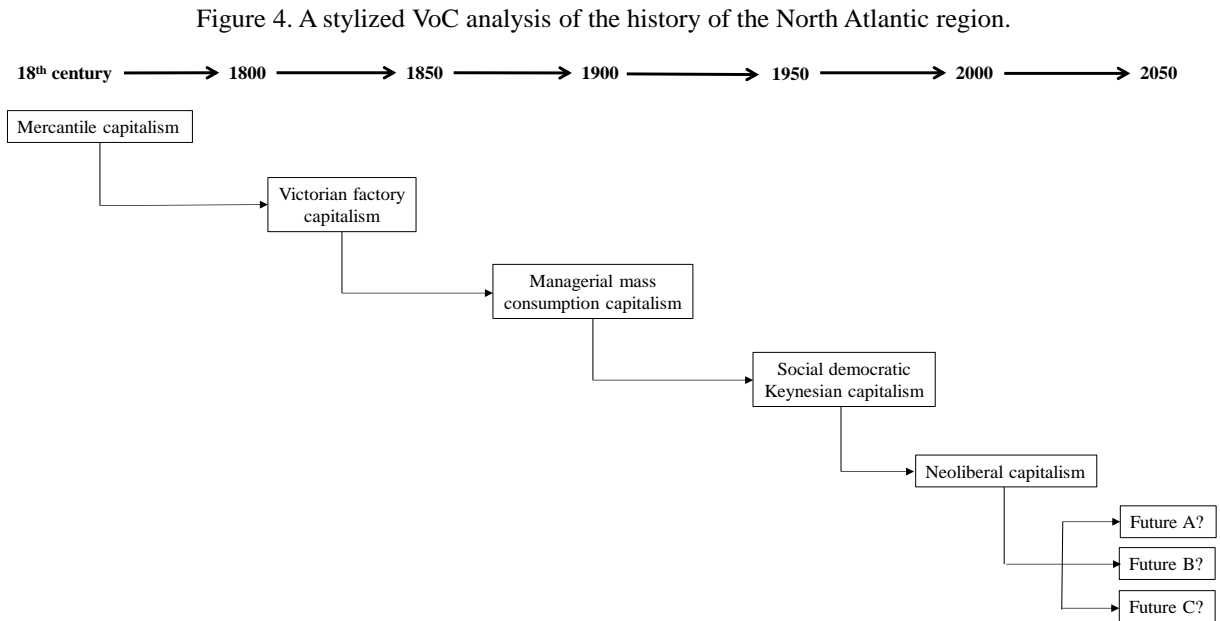 Figure 4. A stylized VoC analysis of the history of the North Atlantic region.
18th century 1800 1850 1900 1950 2000 2050
Mercantile capitalism
Victorian factory
capitalism
Managerial mass
consumption capitalism
Social democratic
Keynesian capitalism
Neoliberal capitalism
Future A?
Future B?
Future C?